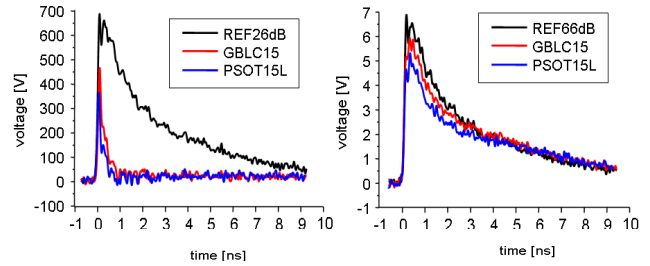 700
600
500
400
300
200
100
0
-100
voltage [V]
REF26dB
GBLC15
PSOT15L
-1 0 1 2 3 4 5 6 7 8 9 10
time [ns]
7
6
5
4
3
2
1
0
-1
voltage [V]
REF66dB
GBLC15
PSOT15L
-1 0 1 2 3 4 5 6 7 8 9 10
time [ns]